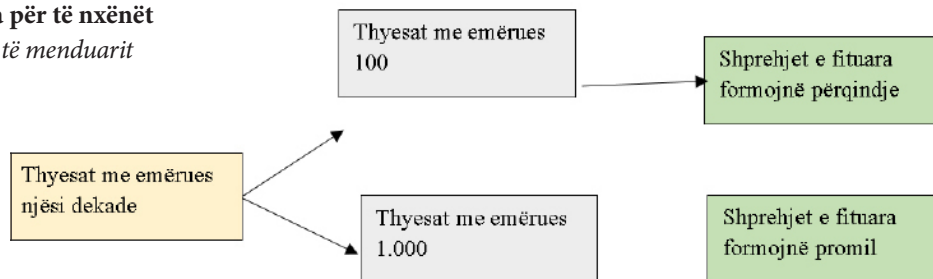 a për të nxënët
të menduarit
Thyesat me emërues
100
Shprehjet e fituara
formojnë përqindje
Thyesat me emërues
njësi dekade
Thyesat me emërues
1.000
Shprehjet e fituara
formojnë promil